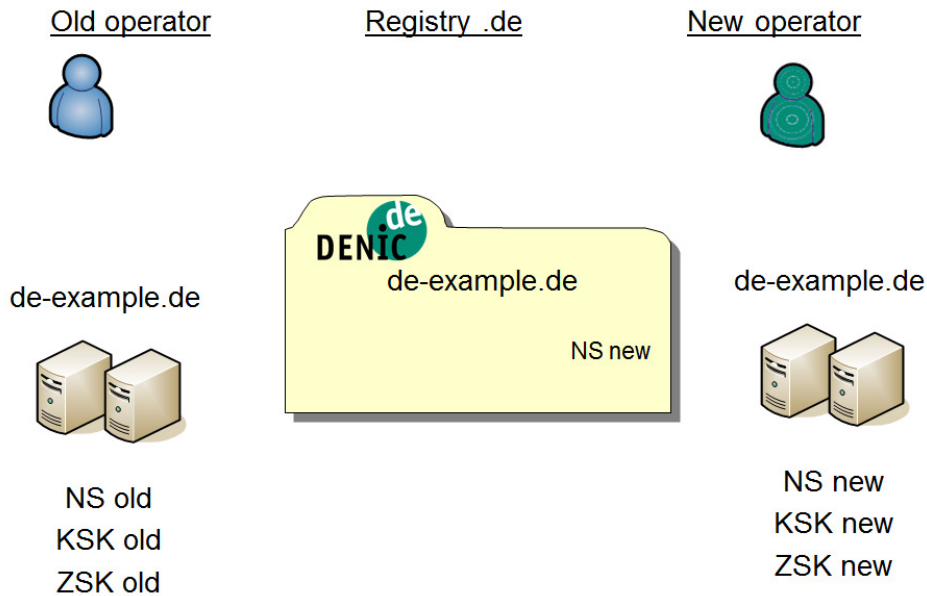 Old operator
Registry .de
New operator
de
DENIC
de-example.de
de-example.de
de-example.de
NS new
NS old
KSK old
ZSK old
NS new
KSK new
ZSK new